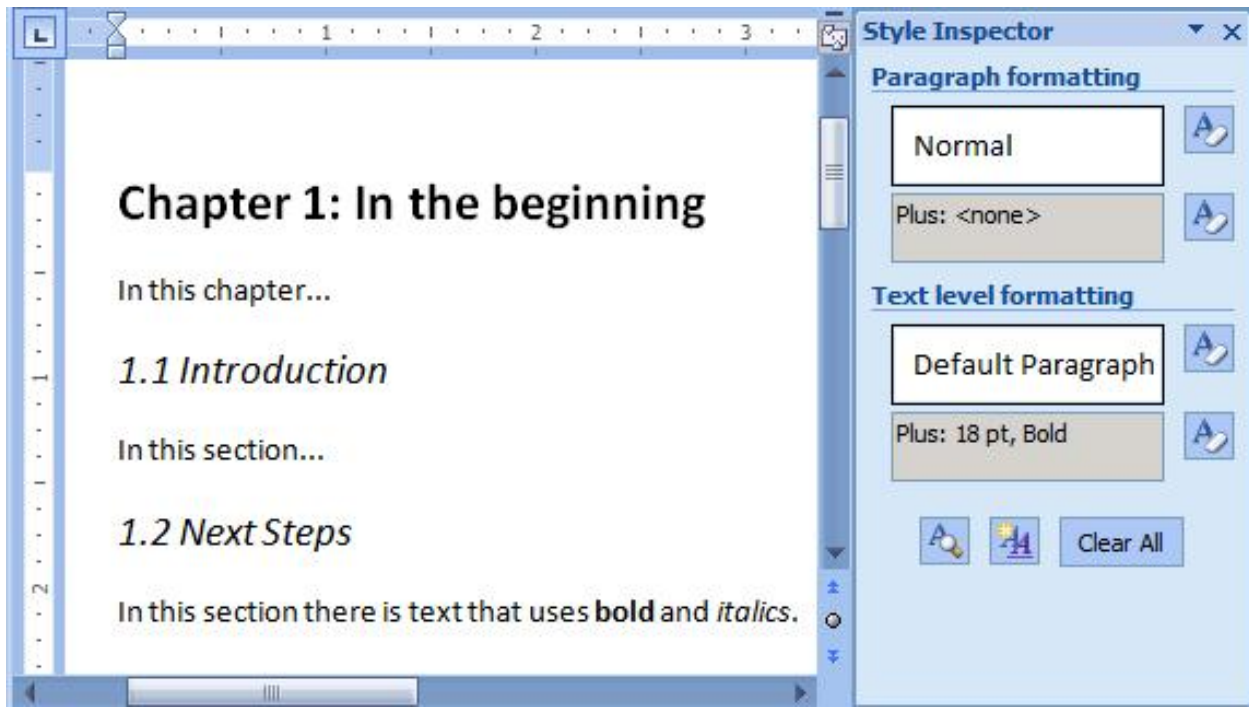 L
1 2 3
Chapter 1: In the beginning
In this chapter...
1.1 Introduction
In this section...
1.2 Next Steps
In this section there is text that uses bold and italics.
1
2
Style Inspector
Paragraph formatting
Normal
Plus: <none>
Text level formatting
Default Paragraph
Plus: 18 pt, Bold
Clear All